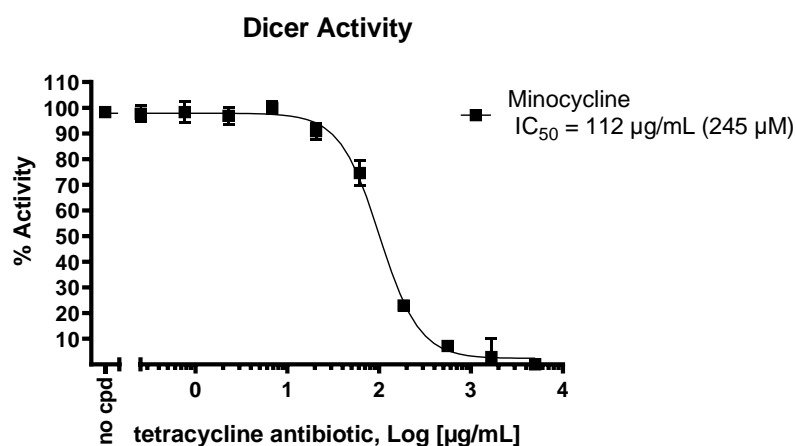 Dicer Activity
110
100
90
80
70
60
50
40
30
20
10
% Activity
Minocycline
IC₅₀ = 112 µg/mL (245 µM)
no cpd
0
1
2
3
4
tetracycline antibiotic, Log [µg/mL]